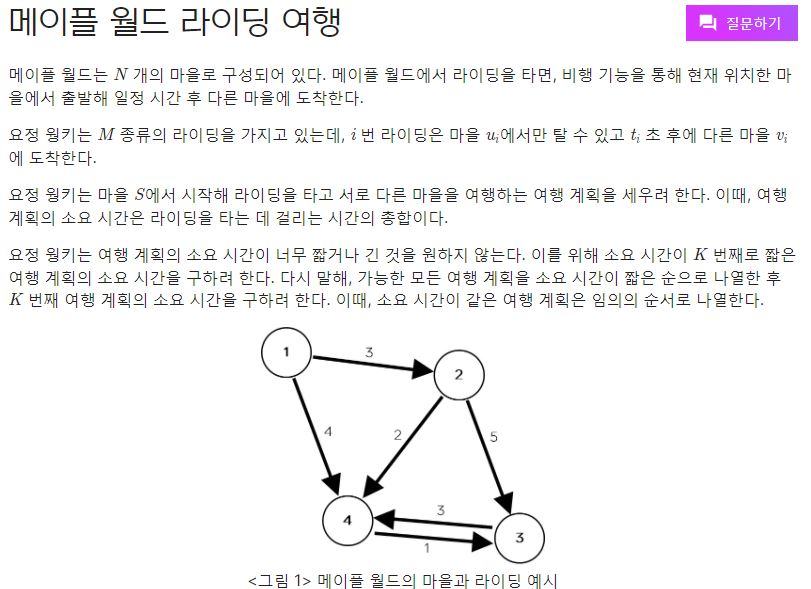 메이플 월드 라이딩 여행
질문하기
메이플 월드는 N 개의 마을로 구성되어 있다. 메이플 월드에서 라이딩을 타면, 비행 기능을 통해 현재 위치한 마
을에서 출발해 일정 시간 후 다른 마을에 도착한다.
요정 웡키는 M 종류의 라이딩을 가지고 있는데, i 번 라이딩은 마을 u_i에서만 탈 수 있고 t_i 초 후에 다른 마을 v_i
에 도착한다.
요정 웡키는 마을 S에서 시작해 라이딩을 타고 서로 다른 마을을 여행하는 여행 계획을 세우려 한다. 이때, 여행
계획의 소요 시간은 라이딩을 타는 데 걸리는 시간의 총합이다.
요정 웡키는 여행 계획의 소요 시간이 너무 짧거나 긴 것을 원하지 않는다. 이를 위해 소요 시간이 K 번째로 짧은
여행 계획의 소요 시간을 구하려 한다. 다시 말해, 가능한 모든 여행 계획을 소요 시간이 짧은 순으로 나열한 후
K 번째 여행 계획의 소요 시간을 구하려 한다. 이때, 소요 시간이 같은 여행 계획은 임의의 순서로 나열한다.
1
3
2
4
2
5
4
3
1
3
<그림 1> 메이플 월드의 마을과 라이딩 예시